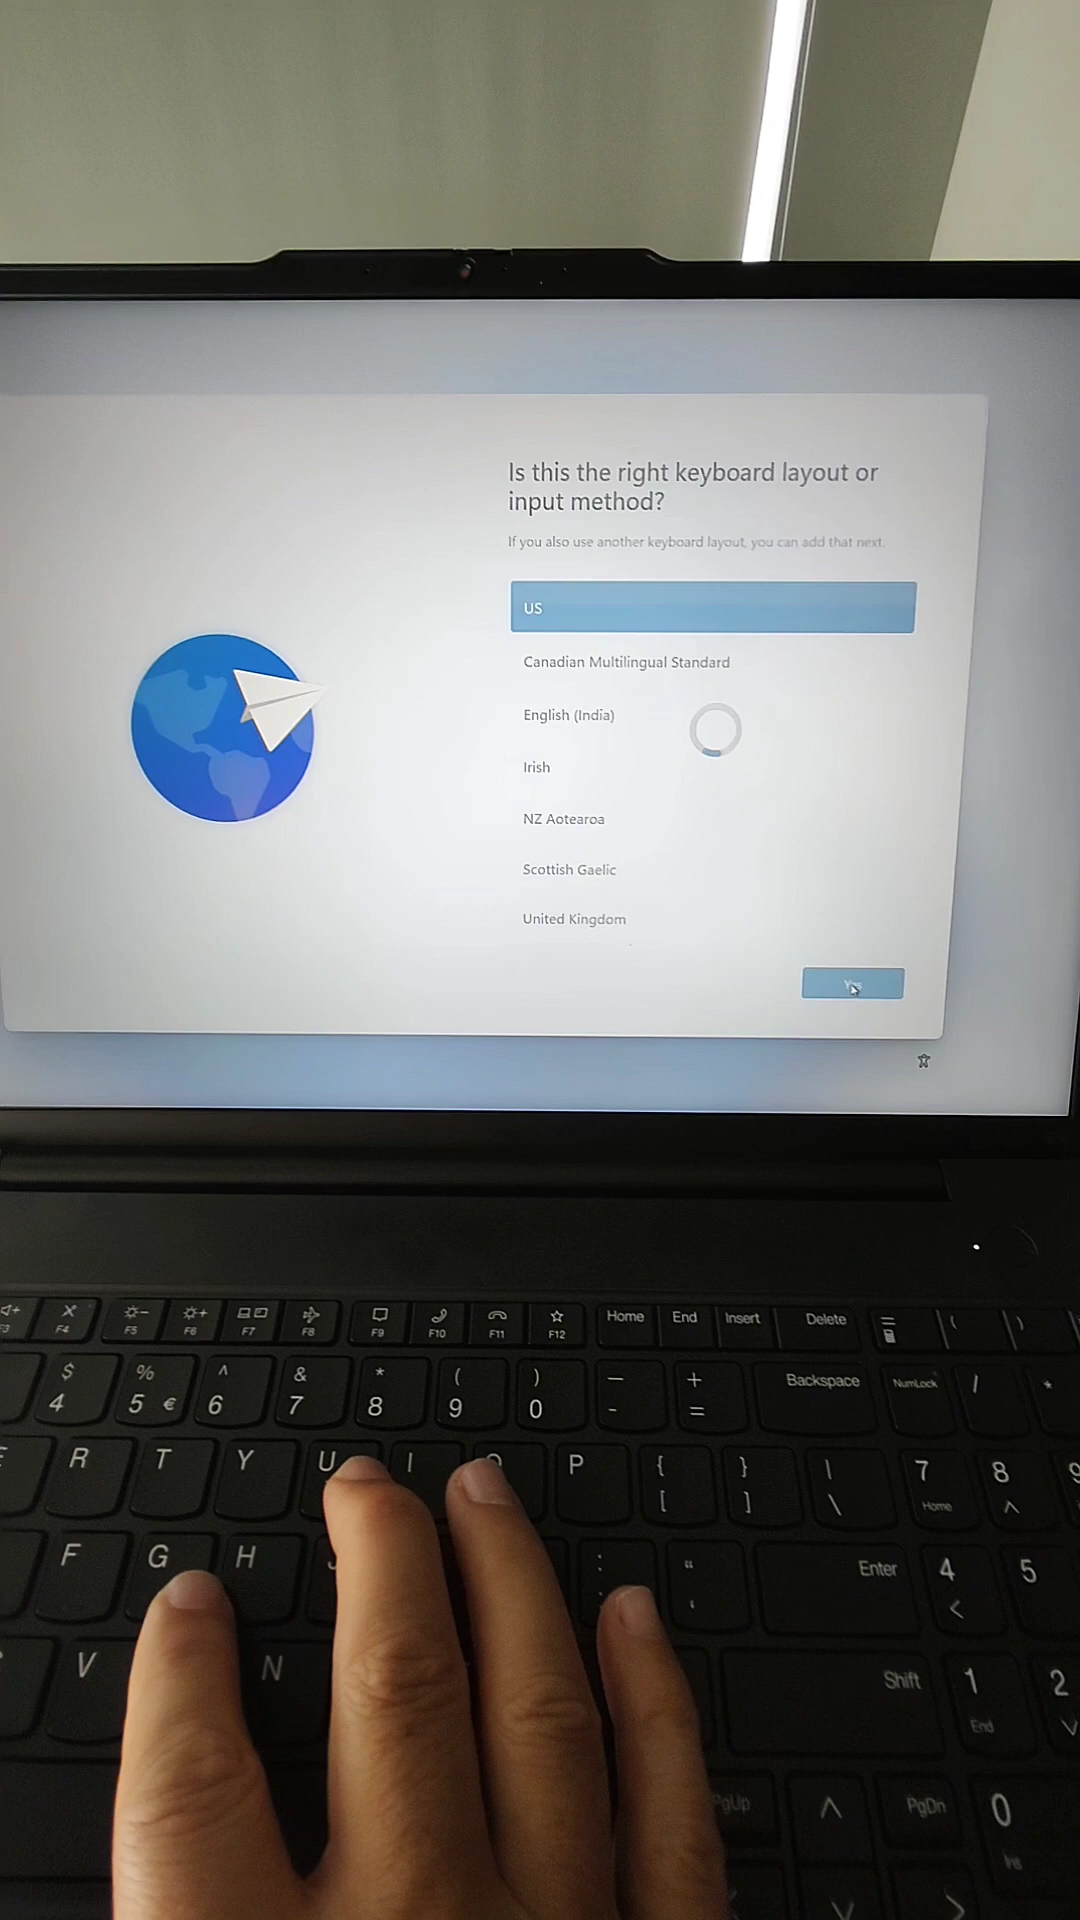 Is this the right keyboard layout or
input method?
If you also use another keyboard layout, you can add that next.
US
Canadian Multilingual Standard
English (India)
Irish
NZ Aotearoa
Scottish Gaelic
United Kingdom
Yes
F4 F5 F6 F7 F8 F9 F10 F11 F12 Home End Insert Delete ( )
$ % ^ & * ( ) — + Backspace NumLock / *
4 5 € 6 7 8 9 0 - =
R T Y U I P { } | 7 8
[ ] \ Home
F G H : " Enter 4 5
V N Shift 1 2
End
PgUp PgDn 0
Ins